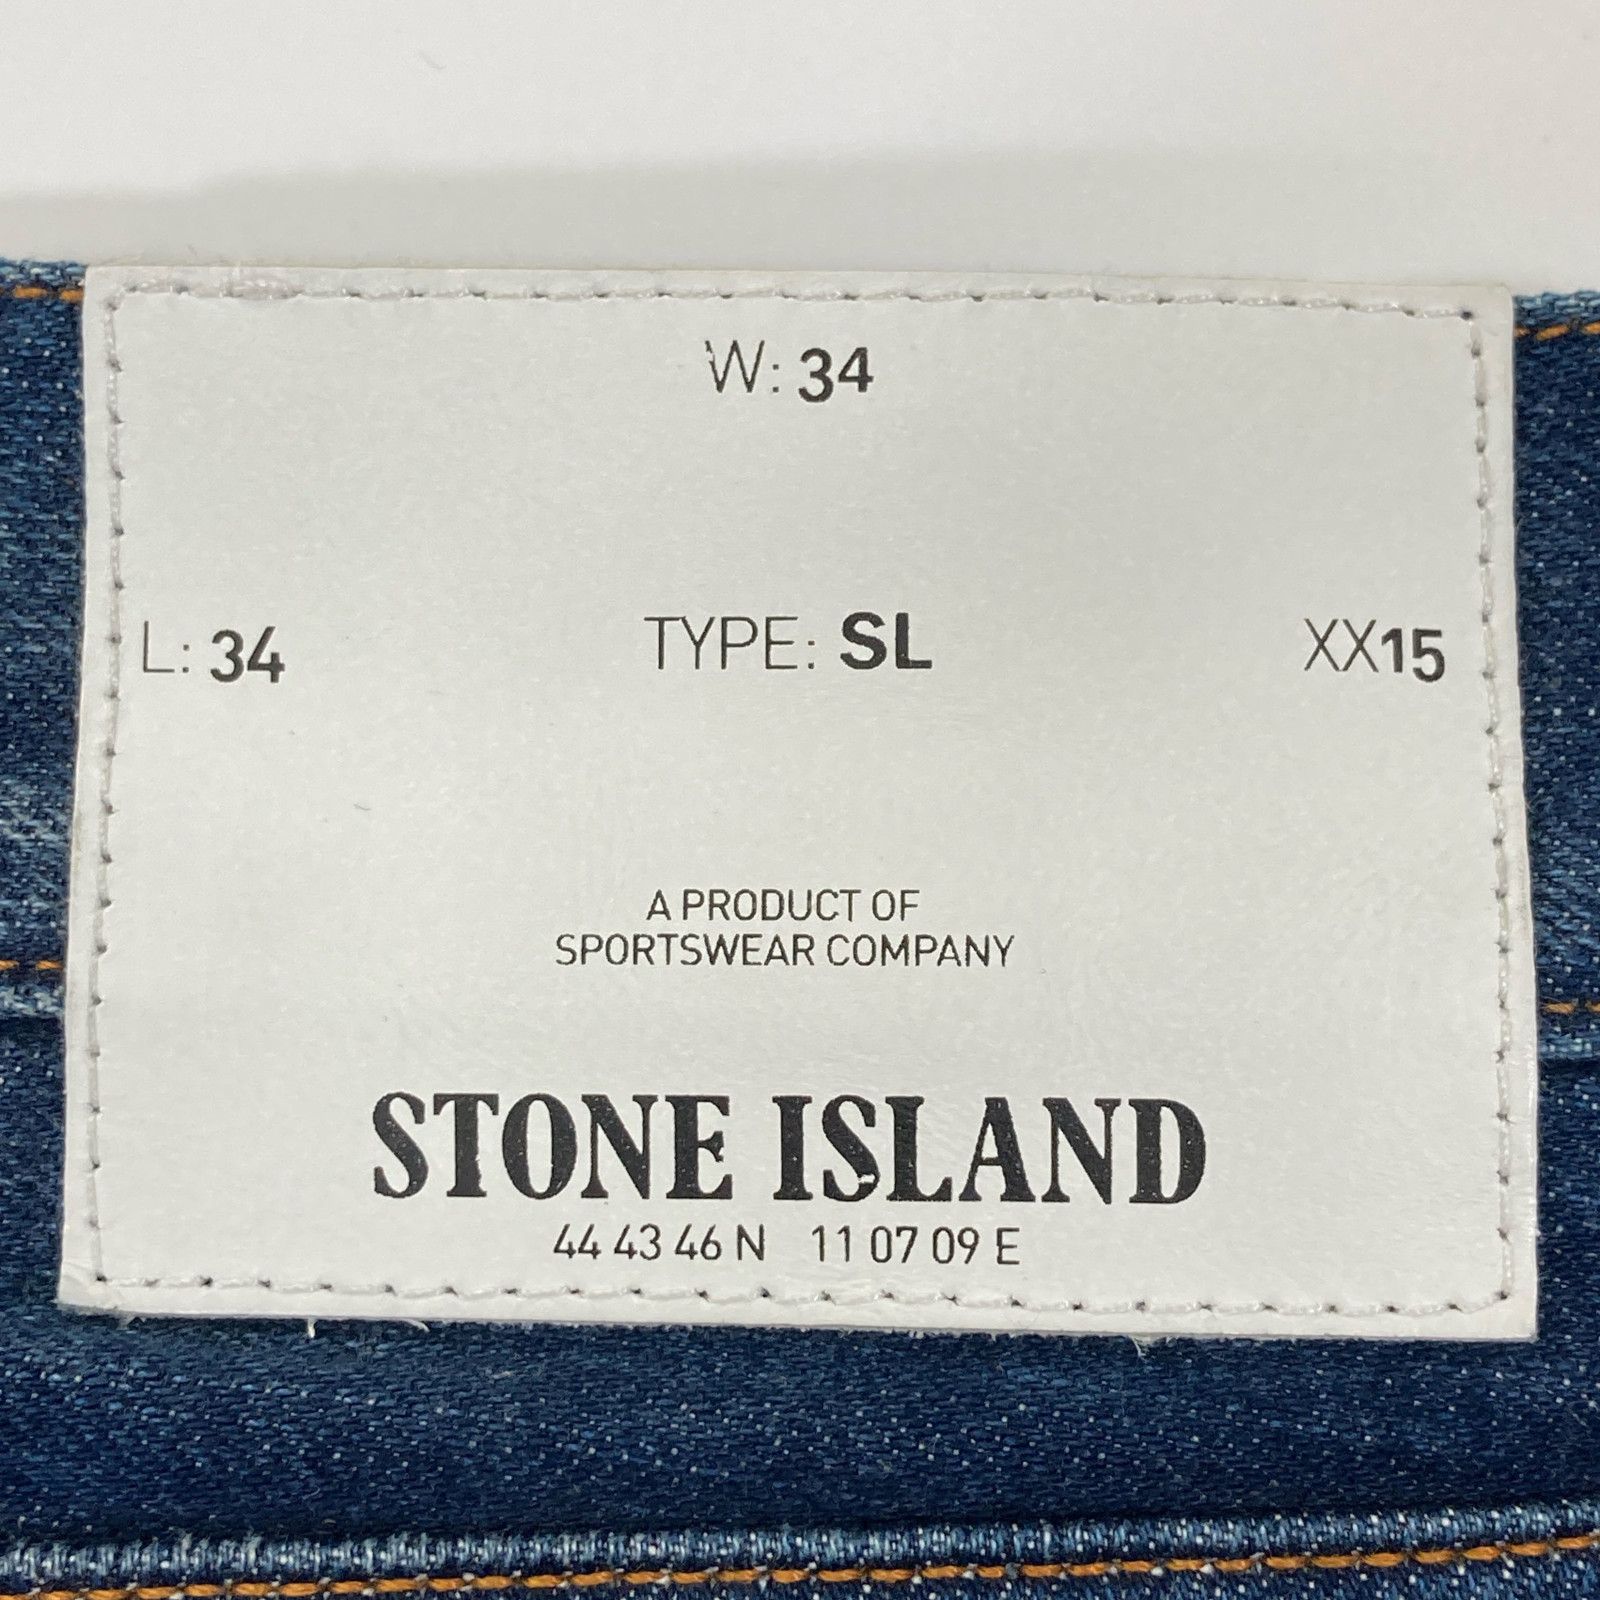 W: 34
L: 34 TYPE: SL XX15
A PRODUCT OF
SPORTSWEAR COMPANY
STONE ISLAND
44 43 46 N 11 07 09 E